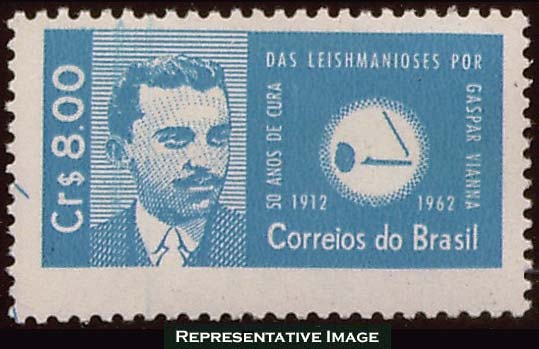 Cr$ 8.00
50 ANOS DE CURA
DAS LEISHMANIOSES POR
GASPAR VIANNA
1912 1962
Correios do Brasil
REPRESENTATIVE IMAGE